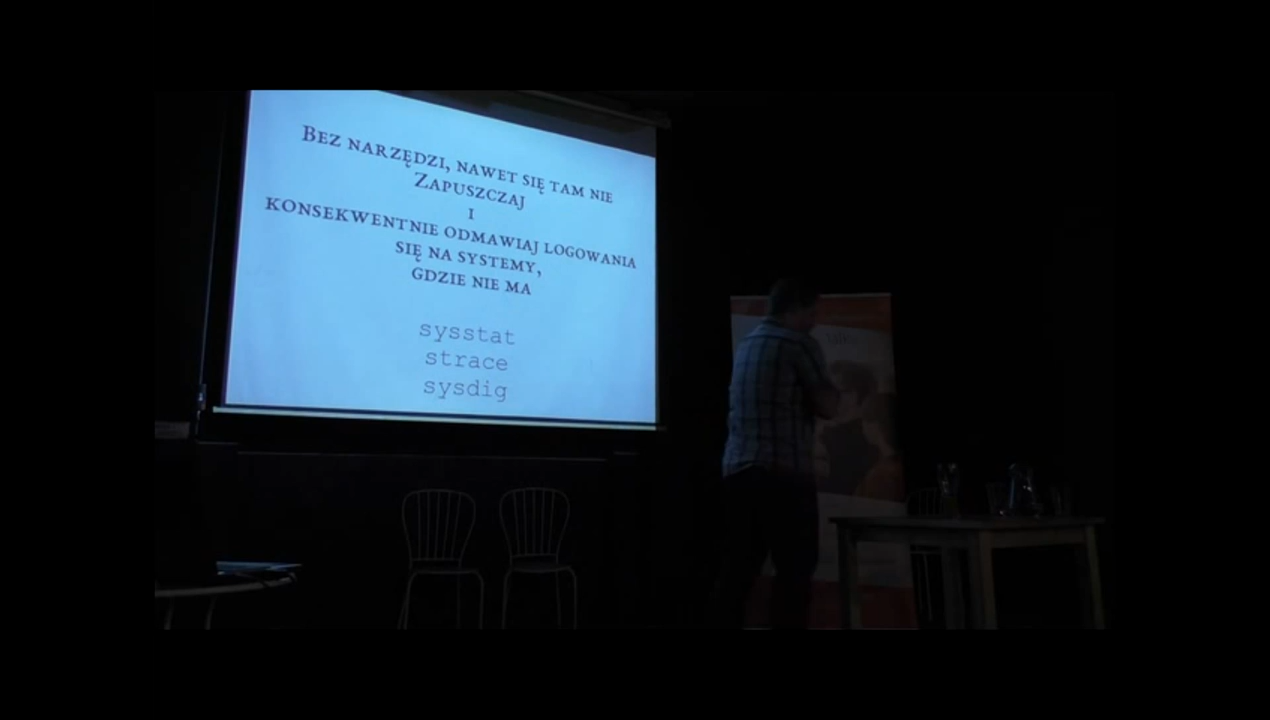 Bez narzędzi, nawet się tam nie
Zapuszczaj
i
konsekwentnie odmawiaj logowania
się na systemy,
gdzie nie ma
sysstat
strace
sysdig